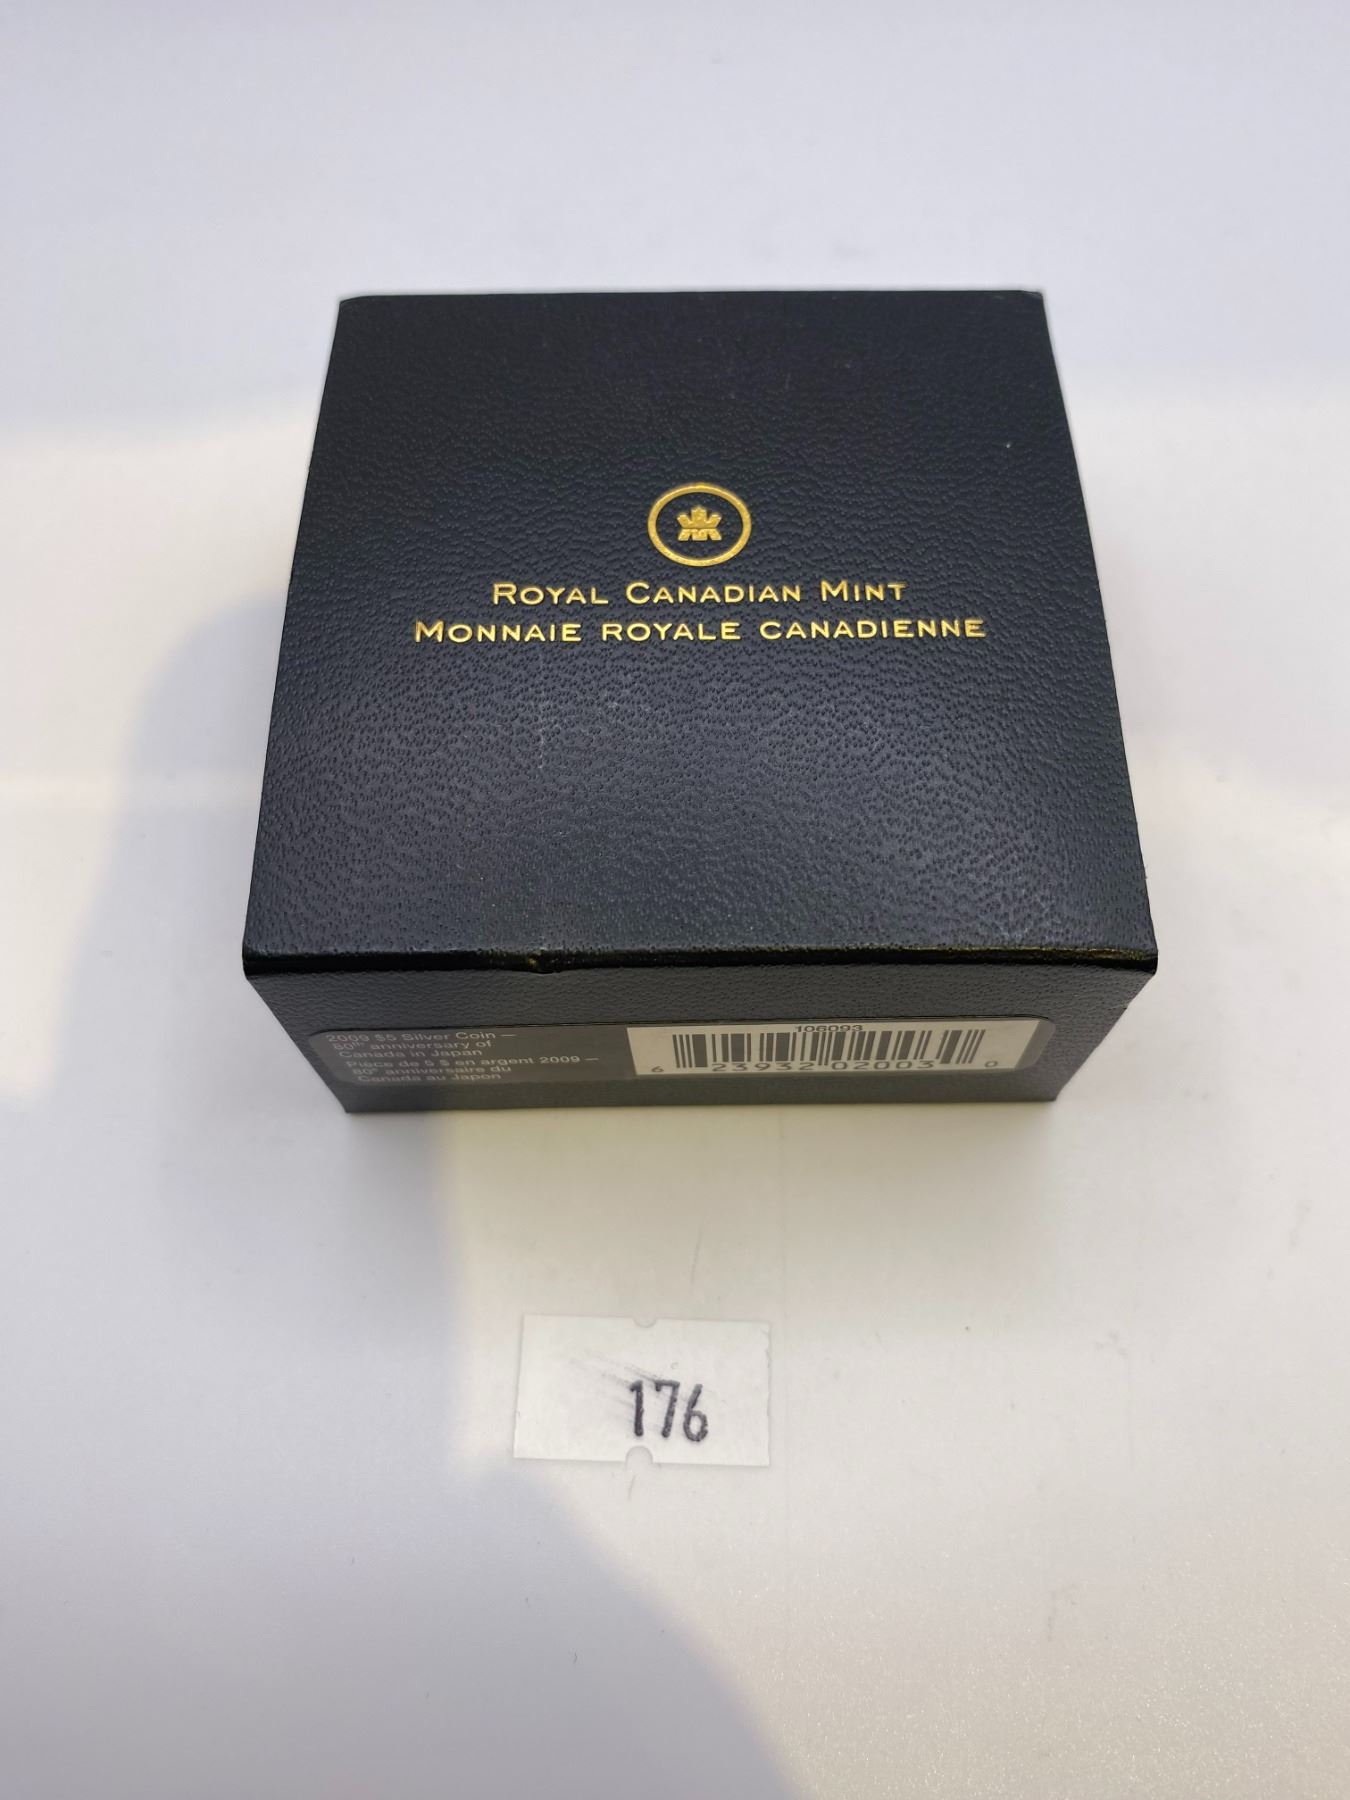 ROYAL CANADIAN MINT
MONNAIE ROYALE CANADIENNE
2009 $5 Silver Coin –
80th anniversary of
Canada in Japan
Pièce de 5 $ en argent 2009 –
80e anniversaire du
Canada au Japon
106093
6 23932 02003 0
176